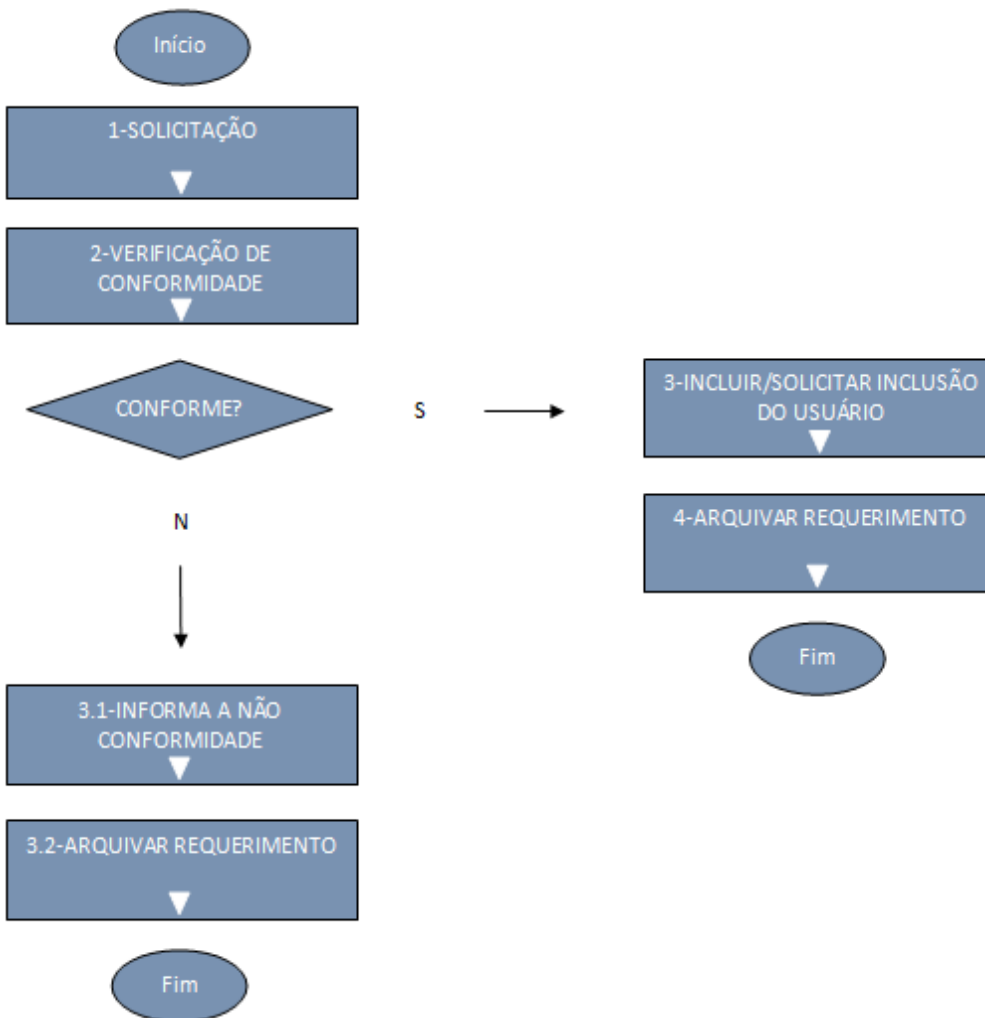 Início
1-SOLICITAÇÃO
2-VERIFICAÇÃO DE
CONFORMIDADE
CONFORME?
S
3-INCLUIR/SOLICITAR INCLUSÃO
DO USUÁRIO
4-ARQUIVAR REQUERIMENTO
Fim
N
3.1-INFORMA A NÃO
CONFORMIDADE
3.2-ARQUIVAR REQUERIMENTO
Fim